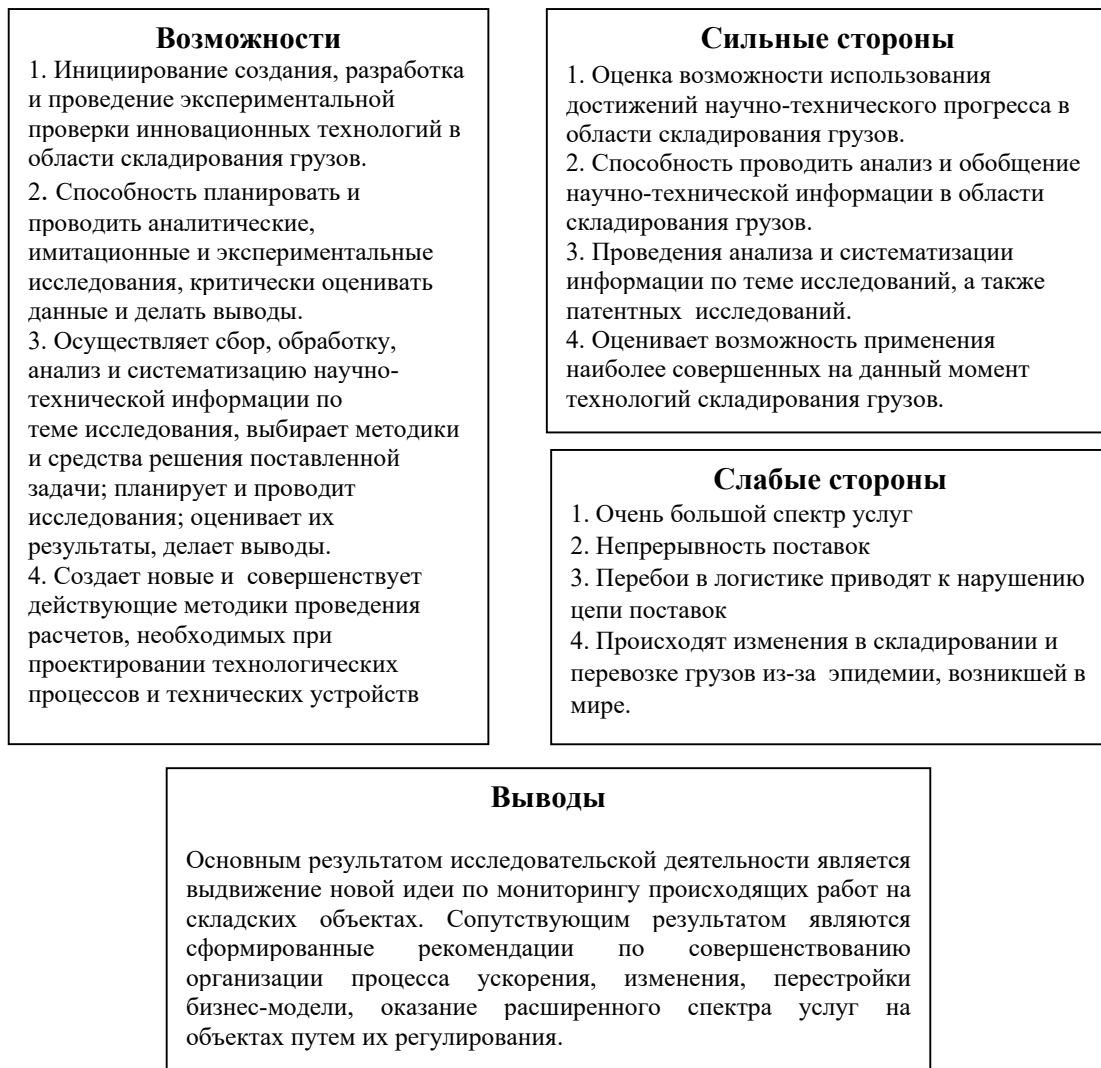 Возможности
1. Инициирование создания, разработка
и проведение экспериментальной
проверки инновационных технологий в
области складирования грузов.
2. Способность планировать и
проводить аналитические,
имитационные и экспериментальные
исследования, критически оценивать
данные и делать выводы.
3. Осуществляет сбор, обработку,
анализ и систематизацию научно-
технической информации по
теме исследования, выбирает методики
и средства решения поставленной
задачи; планирует и проводит
исследования; оценивает их
результаты, делает выводы.
4. Создает новые и совершенствует
действующие методики проведения
расчетов, необходимых при
проектировании технологических
процессов и технических устройств
Сильные стороны
1. Оценка возможности использования
достижений научно-технического прогресса в
области складирования грузов.
2. Способность проводить анализ и обобщение
научно-технической информации в области
складирования грузов.
3. Проведения анализа и систематизации
информации по теме исследований, а также
патентных исследований.
4. Оценивает возможность применения
наиболее совершенных на данный момент
технологий складирования грузов.
Слабые стороны
1. Очень большой спектр услуг
2. Непрерывность поставок
3. Перебои в логистике приводят к нарушению
цепи поставок
4. Происходят изменения в складировании и
перевозке грузов из-за эпидемии, возникшей в
мире.
Выводы
Основным результатом исследовательской деятельности является
выдвижение новой идеи по мониторингу происходящих работ на
складских объектах. Сопутствующим результатом являются
сформированные рекомендации по совершенствованию
организации процесса ускорения, изменения, перестройки
бизнес-модели, оказание расширенного спектра услуг на
объектах путем их регулирования.